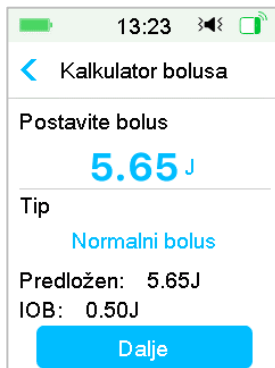 13:23
Kalkulator bolusa
Postavite bolus
5.65 J
Tip
Normalni bolus
Predložen: 5.65J
IOB: 0.50J
Dalje